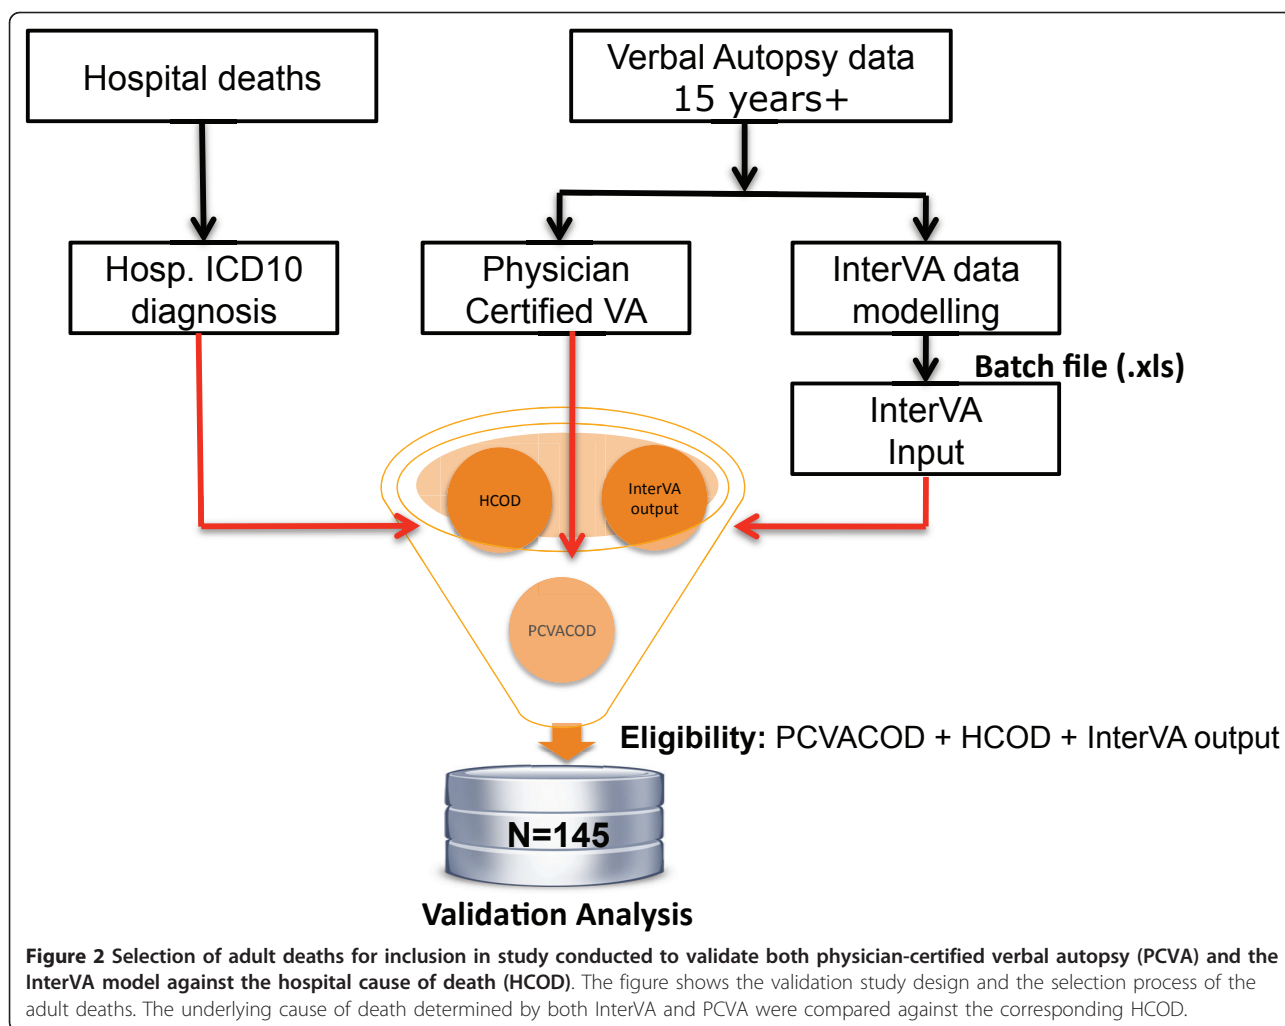 Hospital deaths
Verbal Autopsy data
15 years+
Hosp. ICD10
diagnosis
Physician
Certified VA
InterVA data
modelling
Batch file (.xls)
InterVA
Input
HCOD
InterVA
output
PCVACOD
Eligibility: PCVACOD + HCOD + InterVA output
N=145
Validation Analysis
Figure 2 Selection of adult deaths for inclusion in study conducted to validate both physician-certified verbal autopsy (PCVA) and the
InterVA model against the hospital cause of death (HCOD). The figure shows the validation study design and the selection process of the
adult deaths. The underlying cause of death determined by both InterVA and PCVA were compared against the corresponding HCOD.